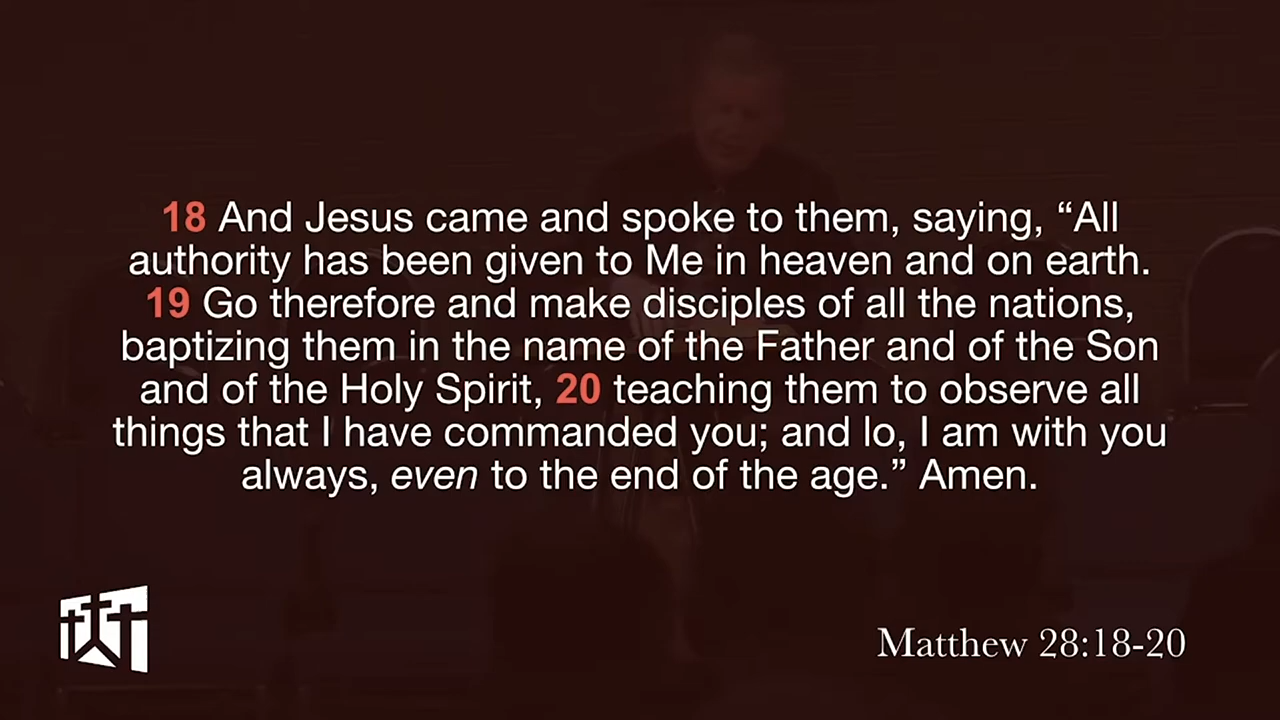 18 And Jesus came and spoke to them, saying, “All
authority has been given to Me in heaven and on earth.
19 Go therefore and make disciples of all the nations,
baptizing them in the name of the Father and of the Son
and of the Holy Spirit, 20 teaching them to observe all
things that I have commanded you; and lo, I am with you
always, even to the end of the age.” Amen.
Matthew 28:18-20